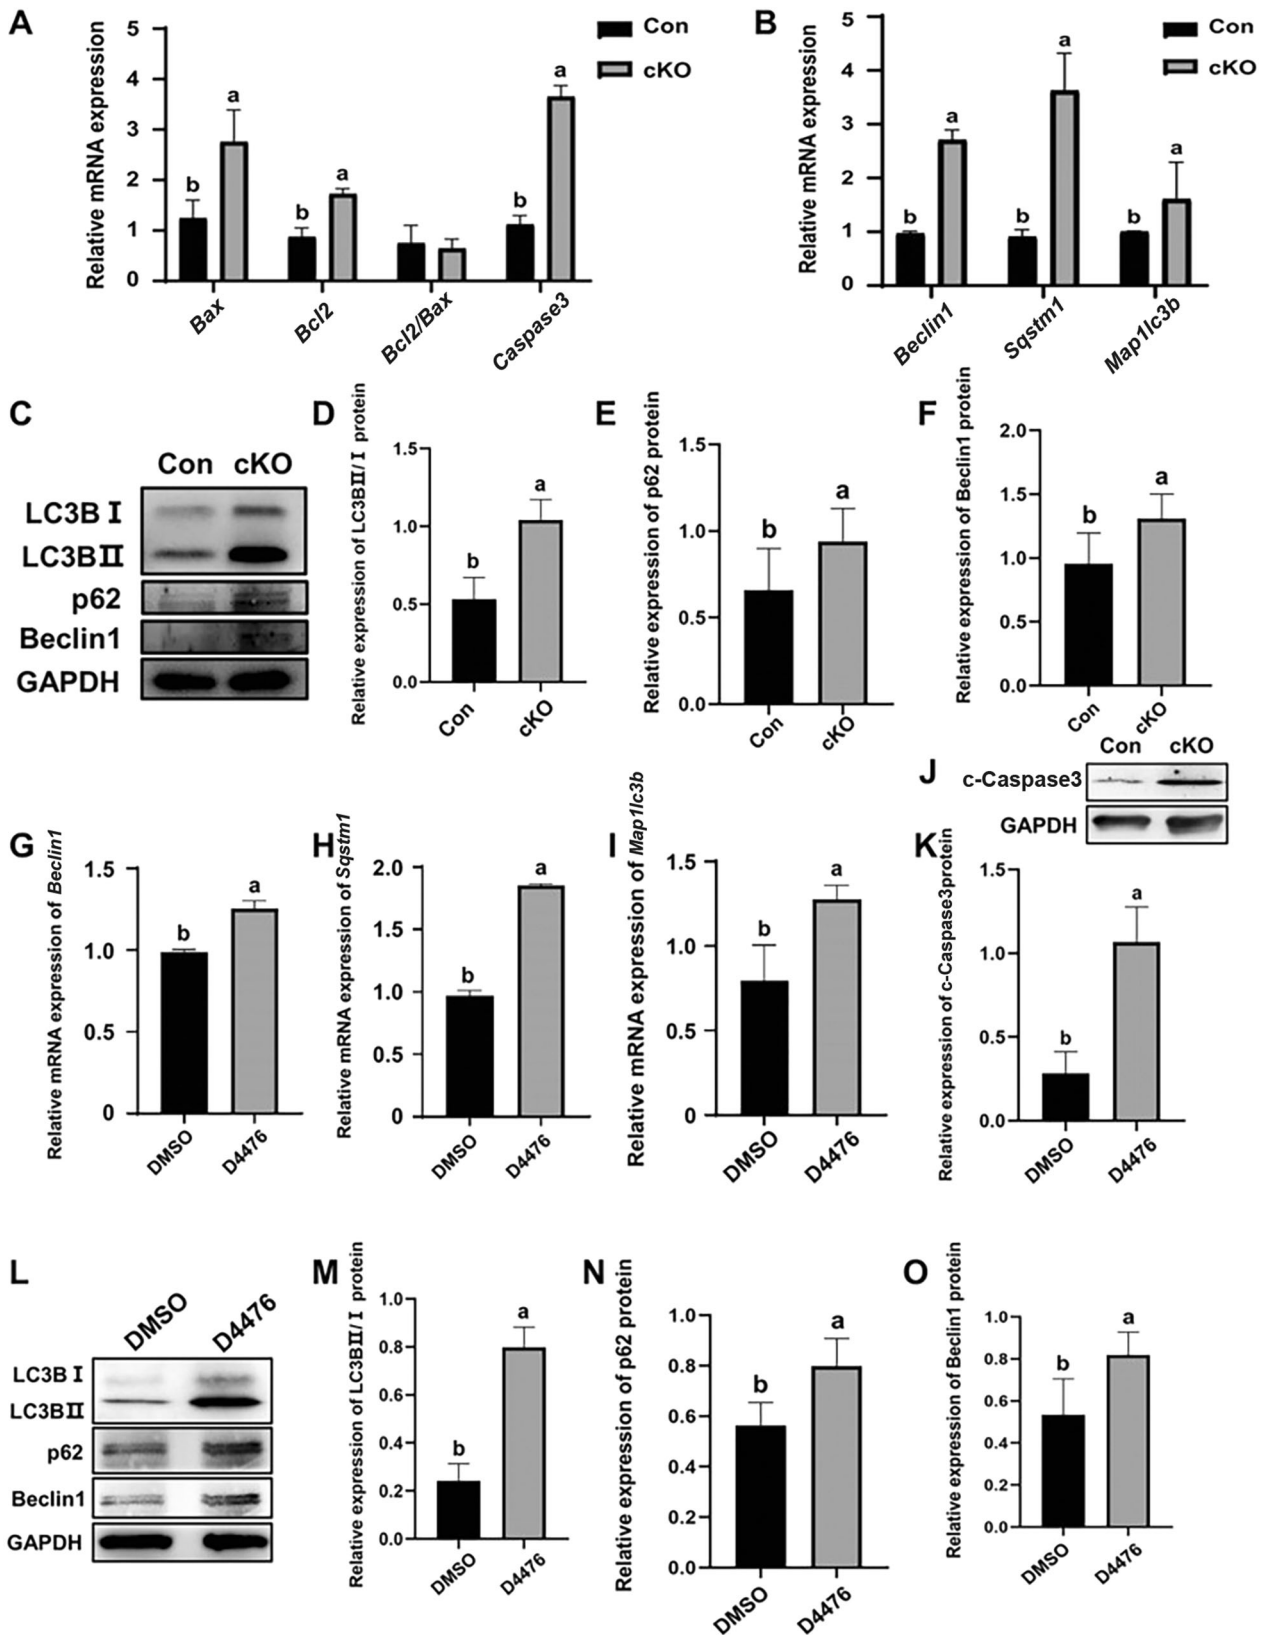 A
Relative mRNA expression
5
4
3
2
1
0
b
a
b
a
b
a
Bax
Bcl2
Bcl2/Bax
Caspase3
Con
cKO
B
Relative mRNA expression
5
4
3
2
1
0
b
a
b
a
b
a
Beclin1
Sqstm1
Map1lc3b
Con
cKO
C
Con cKO
LC3B I
LC3BII
p62
Beclin1
GAPDH
D
Relative expression of LC3BII/I protein
1.5
1.0
0.5
0.0
b
a
Con
cKO
E
Relative expression of p62 protein
1.5
1.0
0.5
0.0
b
a
Con
cKO
F
Relative expression of Beclin1 protein
2.0
1.5
1.0
0.5
0.0
b
a
Con
cKO
G
Relative mRNA expression of Beclin1
1.5
1.0
0.5
0
b
a
DMSO
D4476
H
Relative mRNA expression of Sqstm1
2.0
1.5
1.0
0.5
0
b
a
DMSO
D4476
I
Relative mRNA expression of Map1lc3b
1.5
1.0
0.5
0
b
a
DMSO
D4476
J
Con cKO
c-Caspase3
GAPDH
K
Relative expression of c-Caspase3protein
1.5
1.0
0.5
0.0
b
a
DMSO
D4476
L
DMSO
D4476
LC3B I
LC3BII
p62
Beclin1
GAPDH
M
Relative expression of LC3BII/I protein
1.0
0.8
0.6
0.4
0.2
0.0
b
a
DMSO
D4476
N
Relative expression of p62 protein
1.0
0.8
0.6
0.4
0.2
0.0
b
a
DMSO
D4476
O
Relative expression of Beclin1 protein
1.0
0.8
0.6
0.4
0.2
0.0
b
a
DMSO
D4476